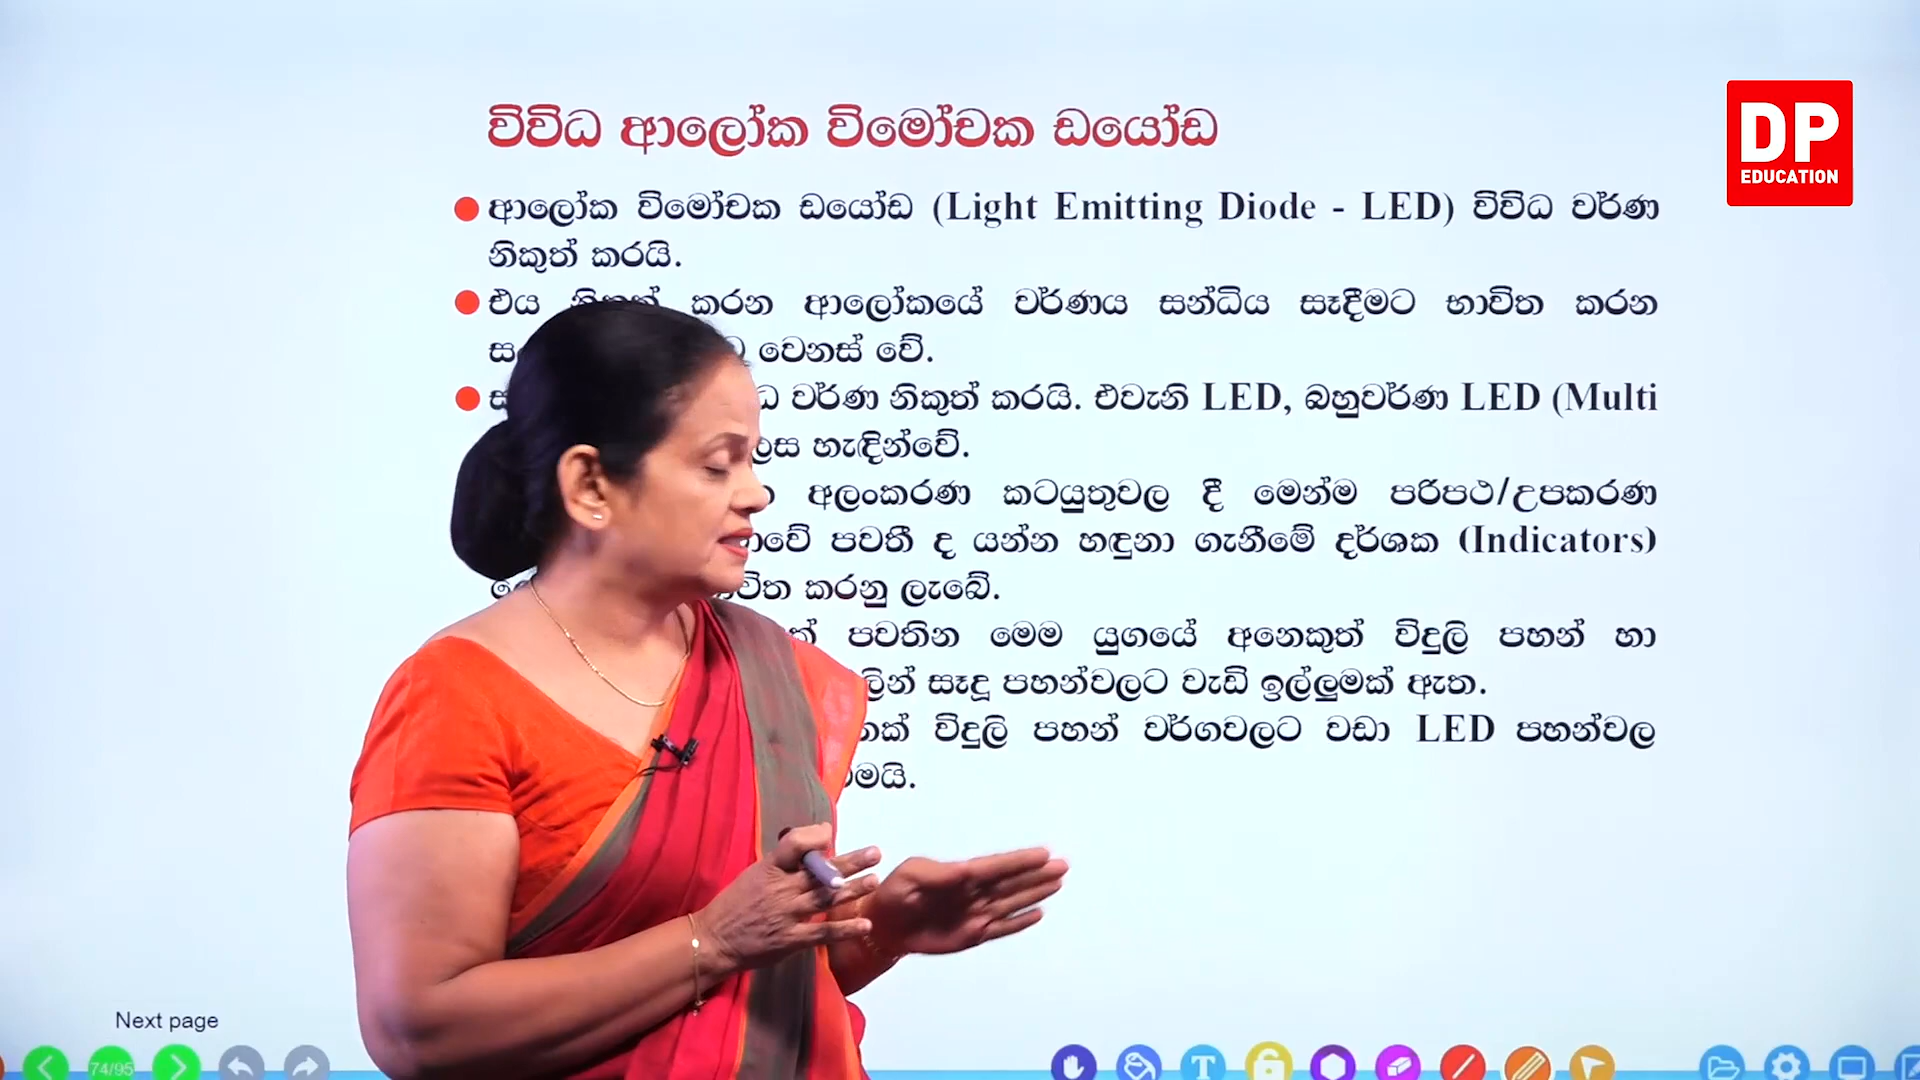 විවිධ ආලෝක විමෝචක ඩයෝඩ
DP
EDUCATION
ආලෝක විමෝචක ඩයෝඩ (Light Emitting Diode - LED) විවිධ වර්ණ
නිකුත් කරයි.
එය නිකුත් කරන ආලෝකයේ වර්ණය සන්ධිය සෑදීමට භාවිත කරන
වෙනස් වේ.
වර්ණ නිකුත් කරයි. එවැනි LED, බහුවර්ණ LED (Multi
ලෙස හැඳින්වේ.
අලංකරණ කටයුතුවල දී මෙන්ම පරිපථ/උපකරණ
පවතී ද යන්න හඳුනා ගැනීමේ දර්ශක (Indicators)
භාවිත කරනු ලැබේ.
පවතින මෙම යුගයේ අනෙකුත් විදුලි පහන් හා
සෑදූ පහන්වලට වැඩි ඉල්ලුමක් ඇත.
විදුලි පහන් වර්ගවලට වඩා LED පහන්වල
Next page
74/95